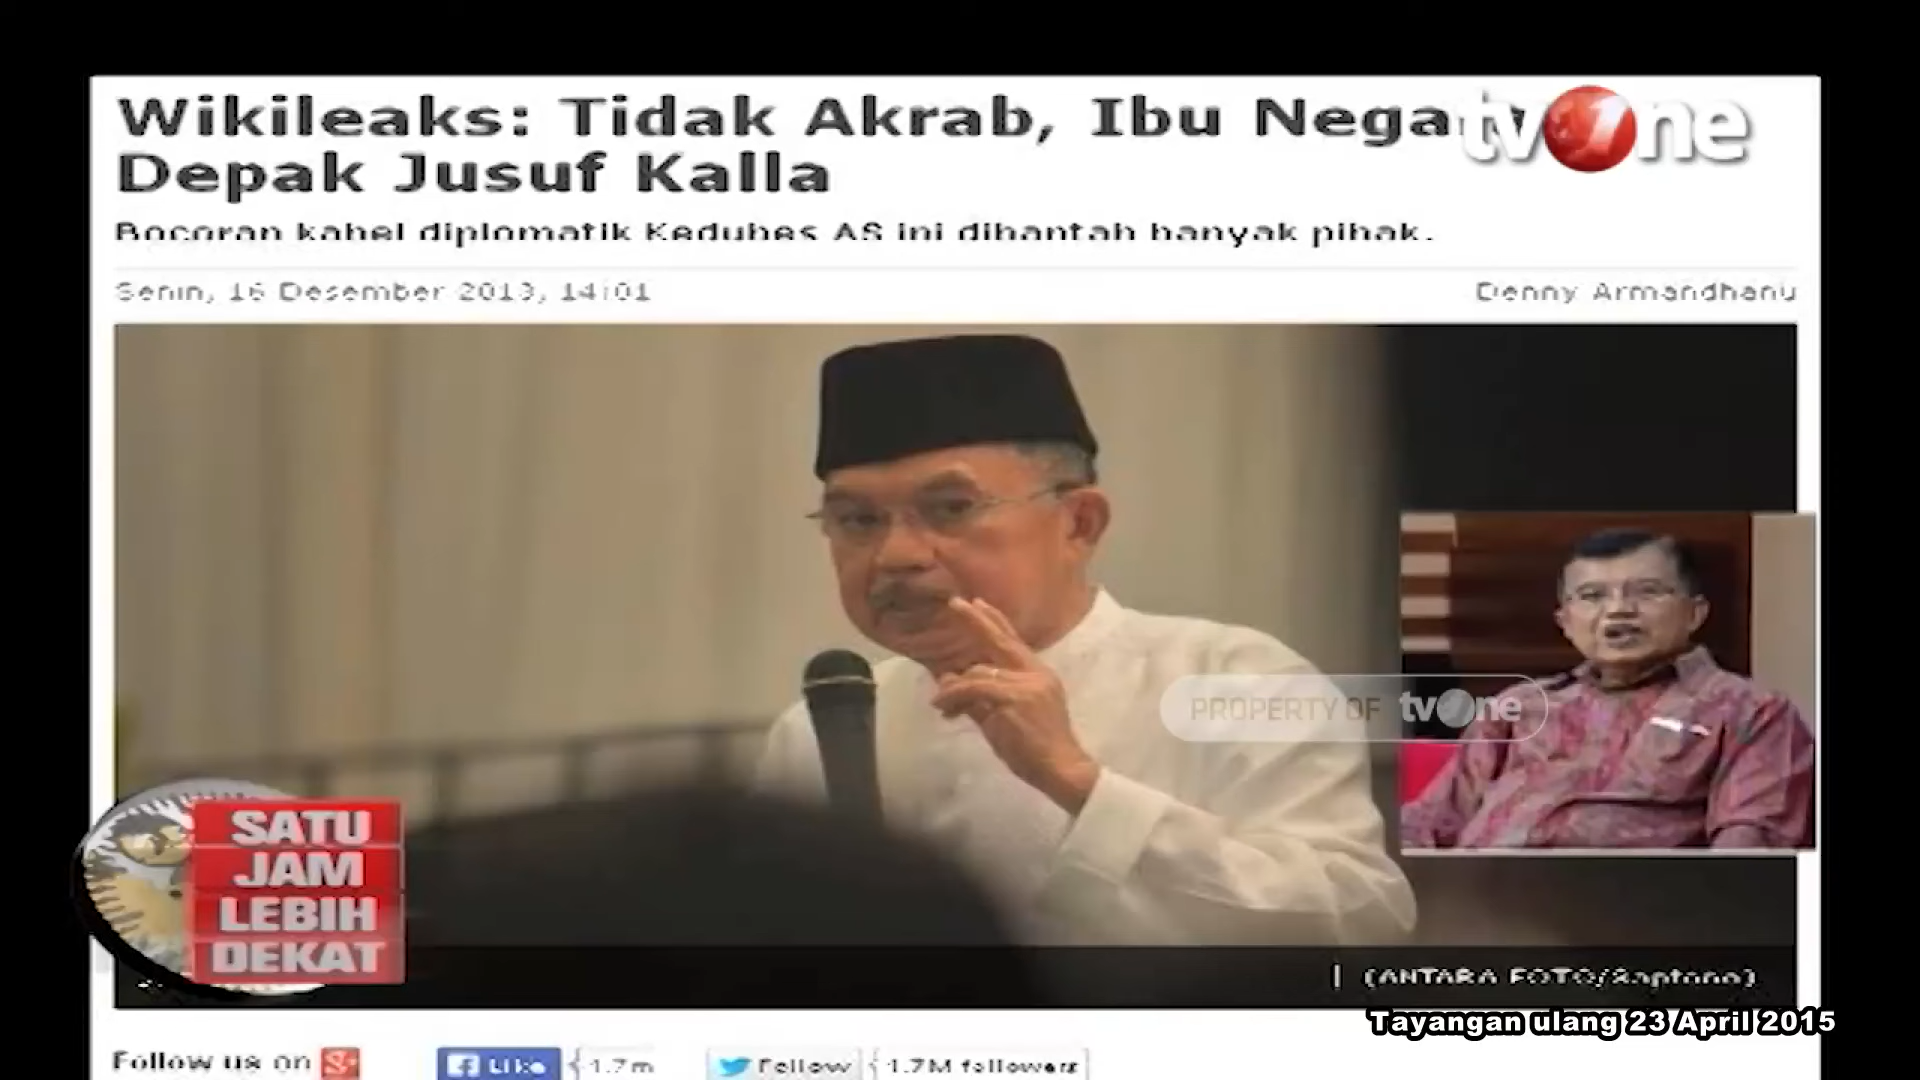 Wikileaks: Tidak Akrab, Ibu Negara
tvOne
Depak Jusuf Kalla
Bocoran kabel diplomatik Kedubes AS ini dibantah banyak pihak.
Senin, 16 Desember 2013, 14:01
Denny Armandhanu
PROPERTY OF tvOne
SATU
JAM
LEBIH
DEKAT
| (ANTARA FOTO/Saptono)
Tayangan ulang 23 April 2015
Follow us on
Like
1.7m
Follow
1.7M followers